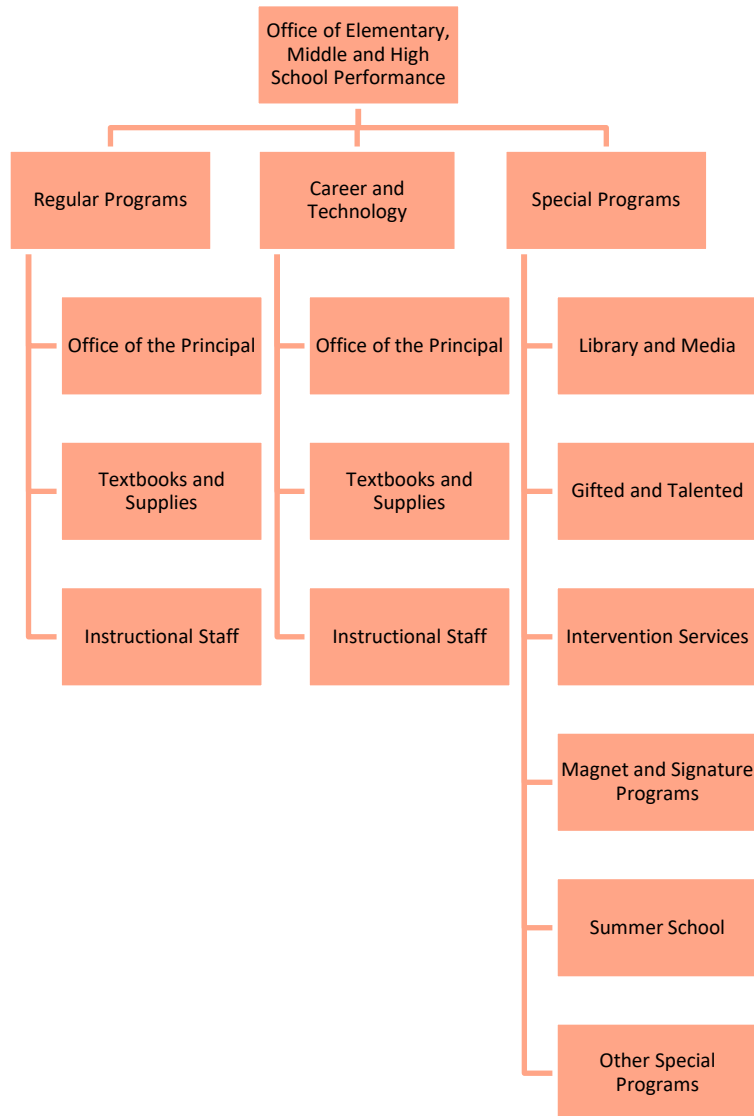 Office of Elementary,
Middle and High
School Performance
Regular Programs
Career and
Technology
Special Programs
Office of the Principal
Office of the Principal
Library and Media
Textbooks and
Supplies
Textbooks and
Supplies
Gifted and Talented
Instructional Staff
Instructional Staff
Intervention Services
Magnet and Signature
Programs
Summer School
Other Special
Programs